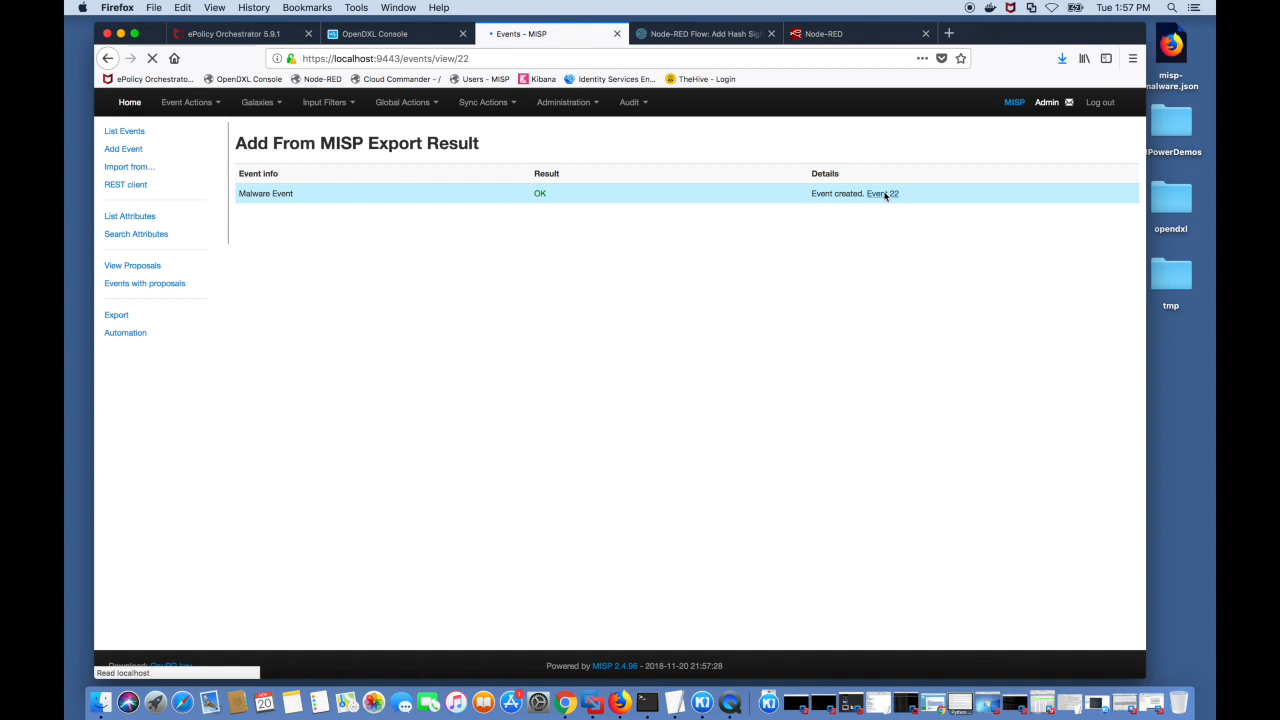 Firefox File Edit View History Bookmarks Tools Window Help Tue 1:57 PM
ePolicy Orchestrator 5.9.1
OpenDXL Console
Events - MISP
Node-RED Flow: Add Hash Sig
Node-RED
https://localhost:9443/events/view/22
ePolicy Orchestrato... OpenDXL Console Node-RED Cloud Commander - / Users - MISP Kibana Identity Services En... TheHive - Login
Home Event Actions Galaxies Input Filters Global Actions Sync Actions Administration Audit MISP Admin Log out
List Events
Add Event
Import from...
REST client
List Attributes
Search Attributes
View Proposals
Events with proposals
Export
Automation
Add From MISP Export Result
Event info Result Details
Malware Event OK Event created. Event 22
misp-
malware.json
PowerDemos
opendxl
tmp
Powered by MISP 2.4.96 - 2018-11-20 21:57:28
Read localhost
NOV
20
Python